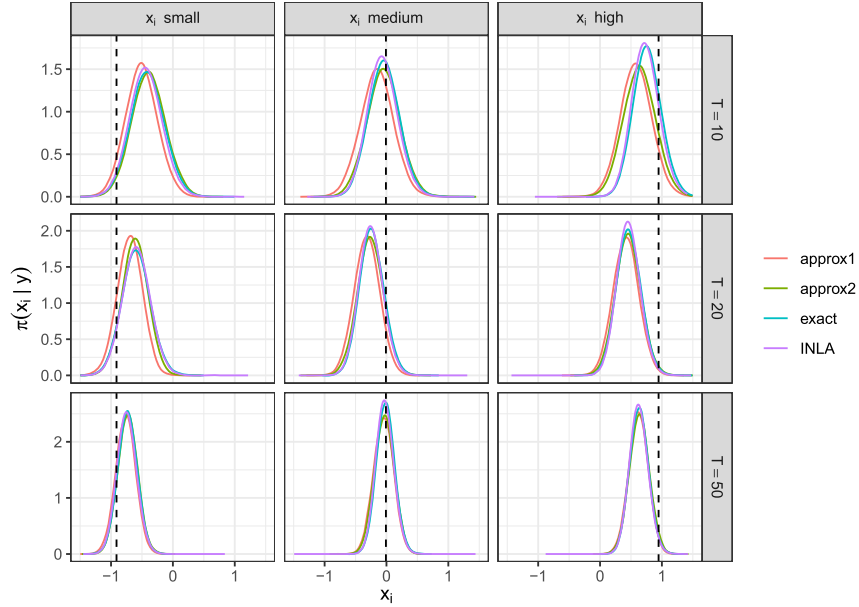 xᵢ small
xᵢ medium
xᵢ high
π(xᵢ | y)
0.0
0.5
1.0
1.5
T = 10
0.0
0.5
1.0
1.5
2.0
T = 20
0
1
2
T = 50
−1 0 1
−1 0 1
−1 0 1
xᵢ
approx1
approx2
exact
INLA